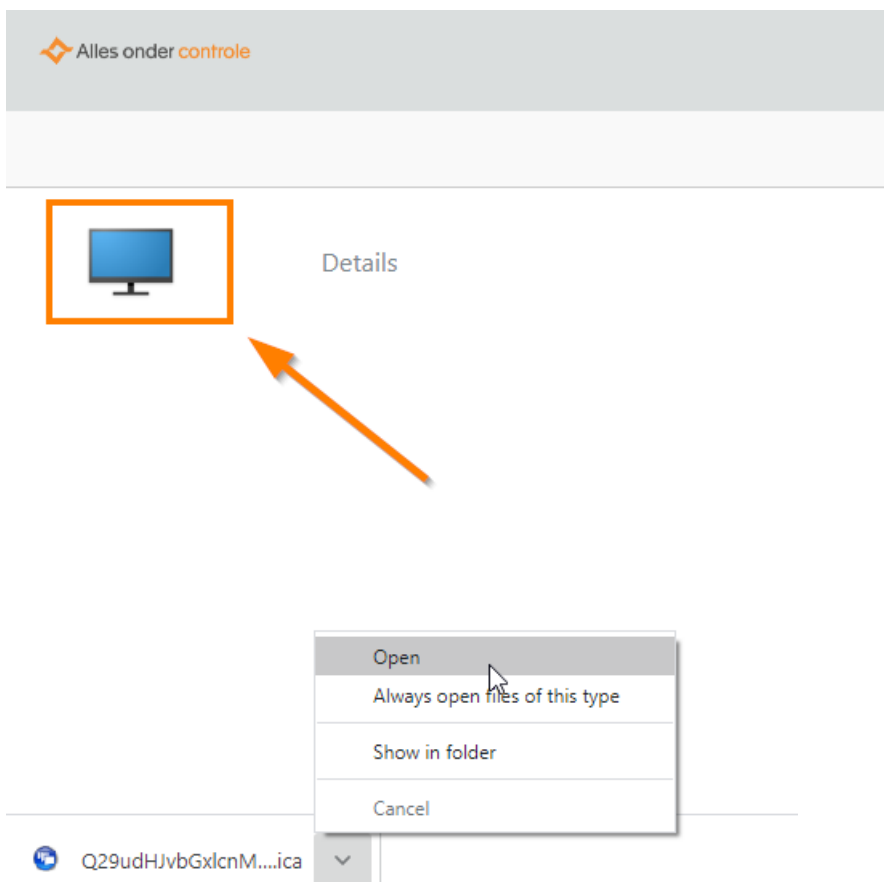 Alles onder controle
Details
Open
Always open files of this type
Show in folder
Cancel
Q29udHJvbGxlcnM....ica